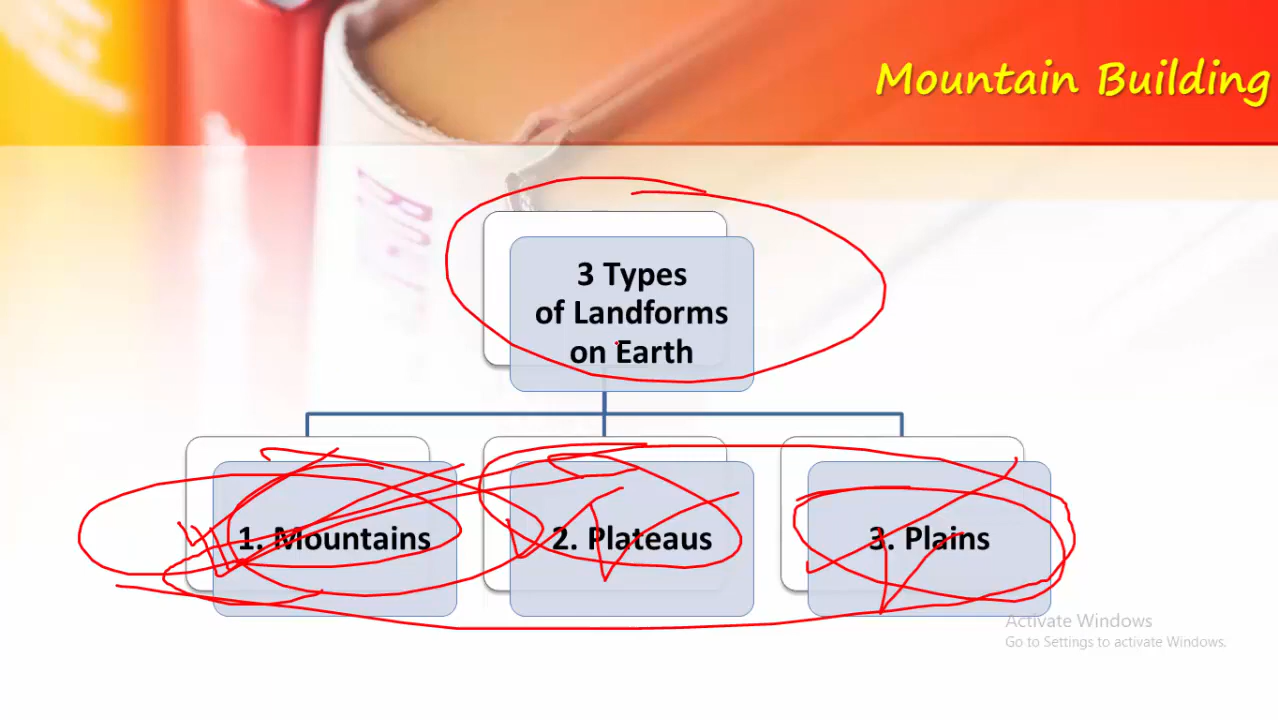 Mountain Building
3 Types
of Landforms
on Earth
1. Mountains
2. Plateaus
3. Plains
Activate Windows
Go to Settings to activate Windows.